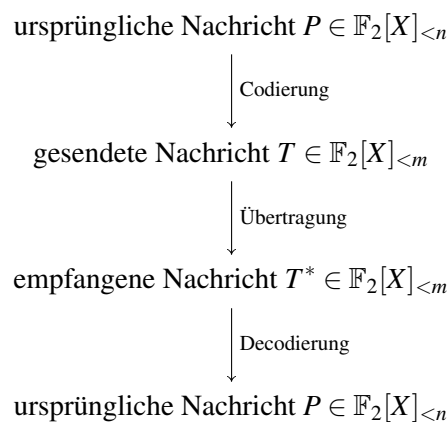 ursprüngliche Nachricht P ∈ 𝔽₂[X]_{<n}
Codierung
gesendete Nachricht T ∈ 𝔽₂[X]_{<m}
Übertragung
empfangene Nachricht T* ∈ 𝔽₂[X]_{<m}
Decodierung
ursprüngliche Nachricht P ∈ 𝔽₂[X]_{<n}